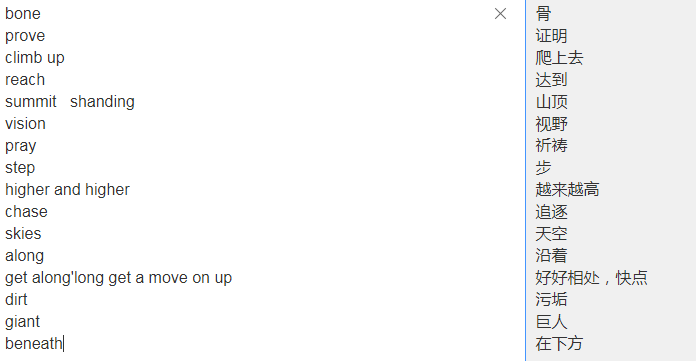 bone
prove
climb up
reach
summit   shanding
vision
pray
step
higher and higher
chase
skies
along
get along'long get a move on up
dirt
giant
beneath
骨
证明
爬上去
达到
山顶
视野
祈祷
步
越来越高
追逐
天空
沿着
好好相处，快点
污垢
巨人
在下方